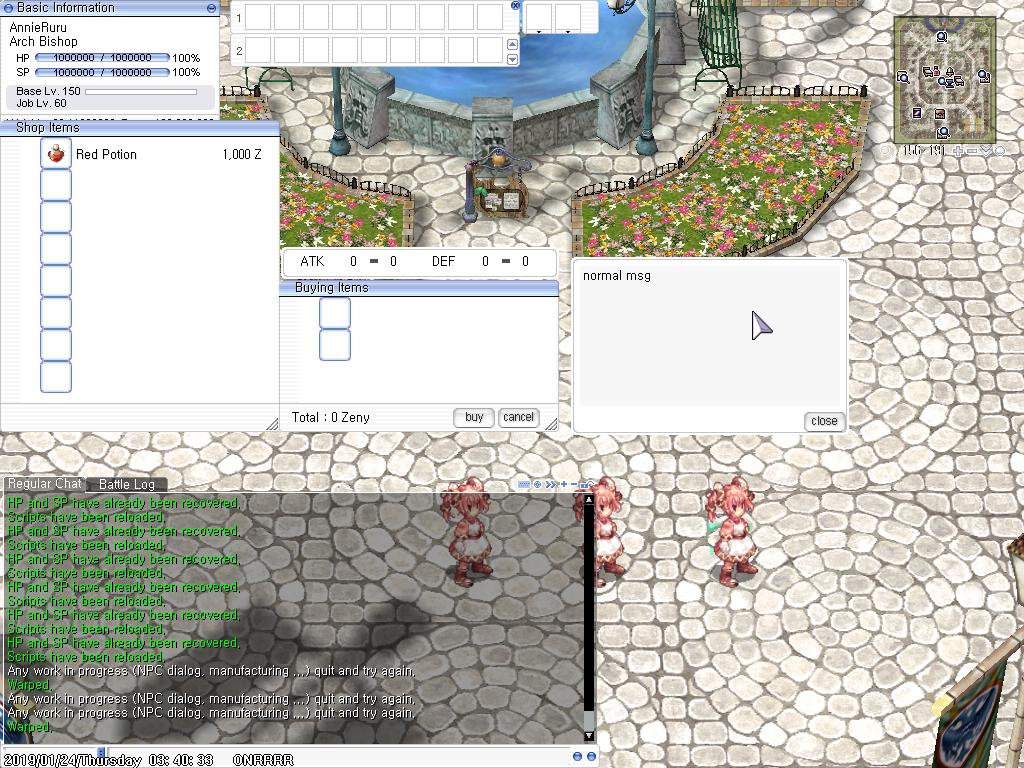 Basic Information
AnnieRuru
Arch Bishop
HP 1000000 / 1000000 100%
SP 1000000 / 1000000 100%
Base Lv. 150
Job Lv. 60
1
2
Shop Items
Red Potion 1,000 Z
ATK 0 0 DEF 0 0
Buying Items
Total : 0 Zeny
buy cancel
normal msg
close
Regular Chat Battle Log
HP and SP have already been recovered.
Scripts have been reloaded.
HP and SP have already been recovered.
Scripts have been reloaded.
HP and SP have already been recovered.
Scripts have been reloaded.
HP and SP have already been recovered.
Scripts have been reloaded.
HP and SP have already been recovered.
Scripts have been reloaded.
HP and SP have already been recovered.
Scripts have been reloaded.
Any work in progress (NPC dialog, manufacturing ...) quit and try again.
Warped.
Any work in progress (NPC dialog, manufacturing ...) quit and try again.
Any work in progress (NPC dialog, manufacturing ...) quit and try again.
Warped.
2019/01/24/Thursday 03:40:33 ONRRRR